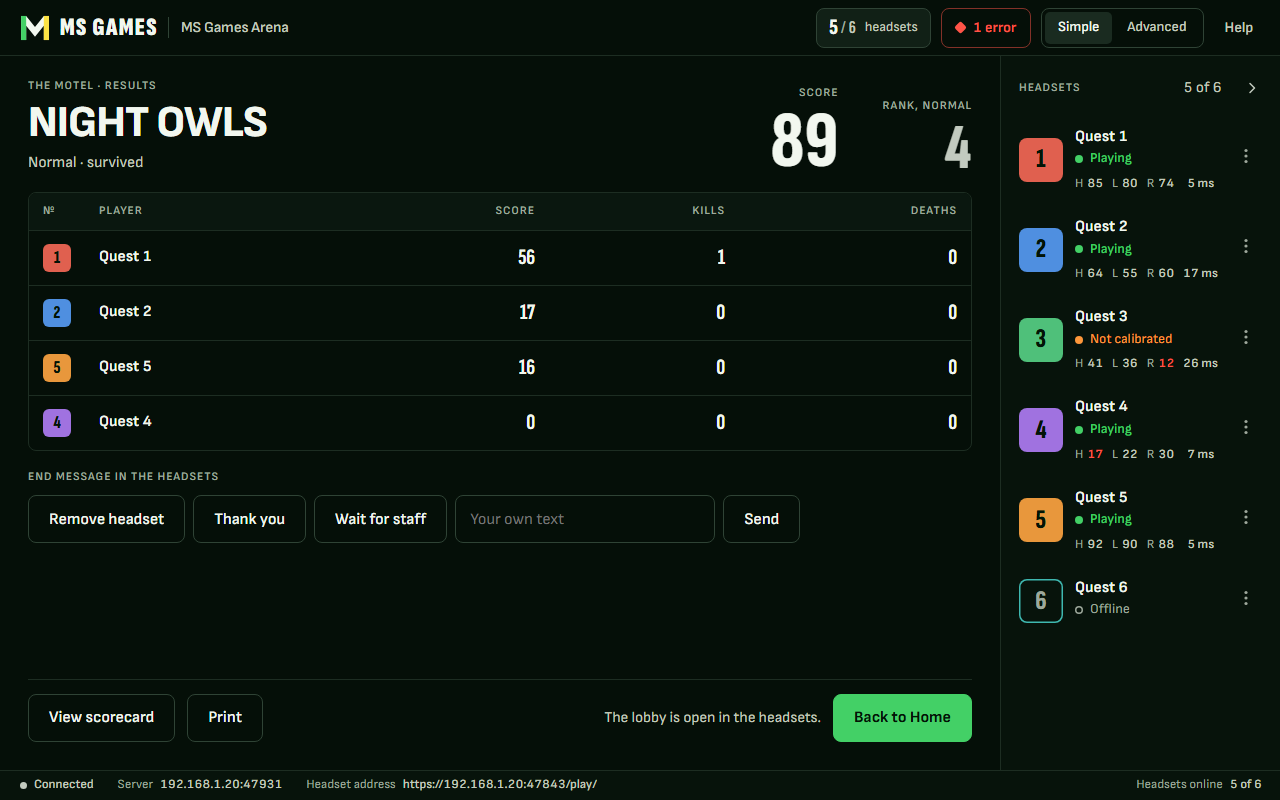 MS GAMES MS Games Arena 5 / 6 headsets 1 error Simple Advanced Help
THE MOTEL · RESULTS
NIGHT OWLS
Normal · survived
SCORE
89
RANK, NORMAL
4
Nº PLAYER SCORE KILLS DEATHS
1 Quest 1 56 1 0
2 Quest 2 17 0 0
5 Quest 5 16 0 0
4 Quest 4 0 0 0
END MESSAGE IN THE HEADSETS
Remove headset Thank you Wait for staff Your own text Send
View scorecard Print The lobby is open in the headsets. Back to Home
HEADSETS 5 of 6
1
Quest 1
Playing
H 85 L 80 R 74 5 ms
2
Quest 2
Playing
H 64 L 55 R 60 17 ms
3
Quest 3
Not calibrated
H 41 L 36 R 12 26 ms
4
Quest 4
Playing
H 17 L 22 R 30 7 ms
5
Quest 5
Playing
H 92 L 90 R 88 5 ms
6
Quest 6
Offline
Connected Server 192.168.1.20:47931 Headset address https://192.168.1.20:47843/play/ Headsets online 5 of 6